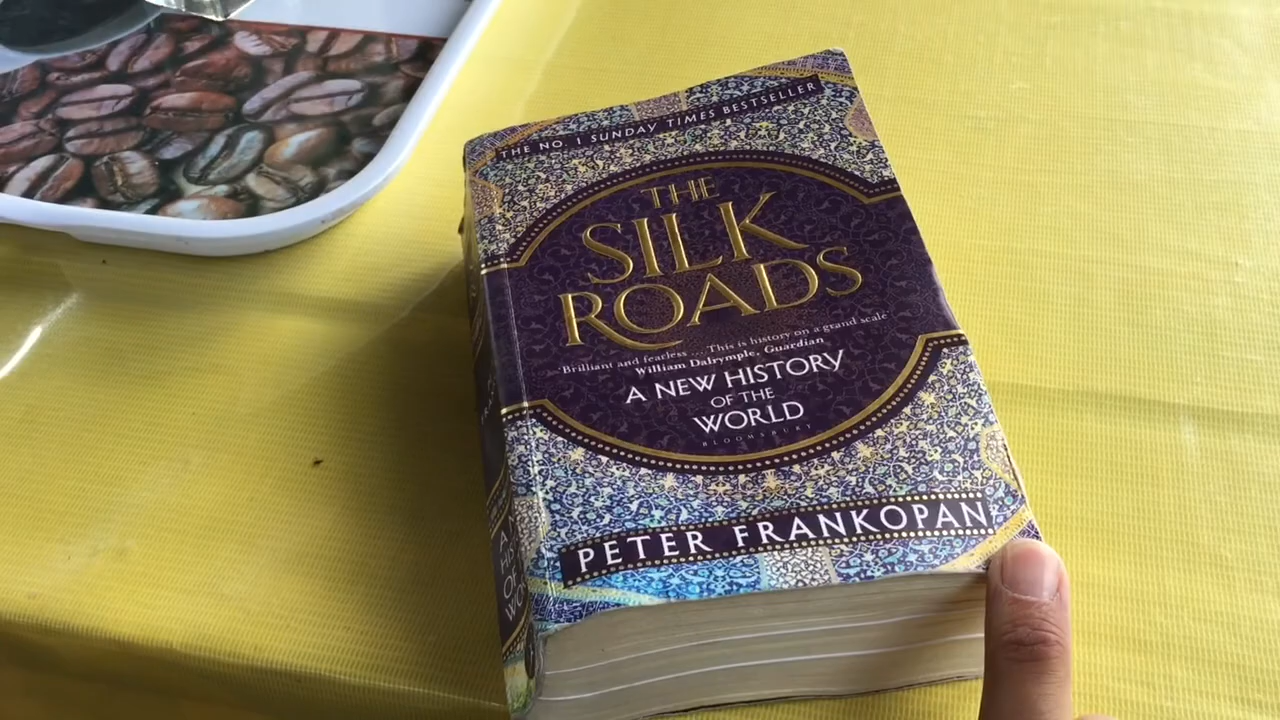 THE NO. 1 SUNDAY TIMES BESTSELLER
THE
SILK
ROADS
'Brilliant and fearless ... This is history on a grand scale'
William Dalrymple, Guardian
A NEW HISTORY
OF THE
WORLD
BLOOMSBURY
PETER FRANKOPAN